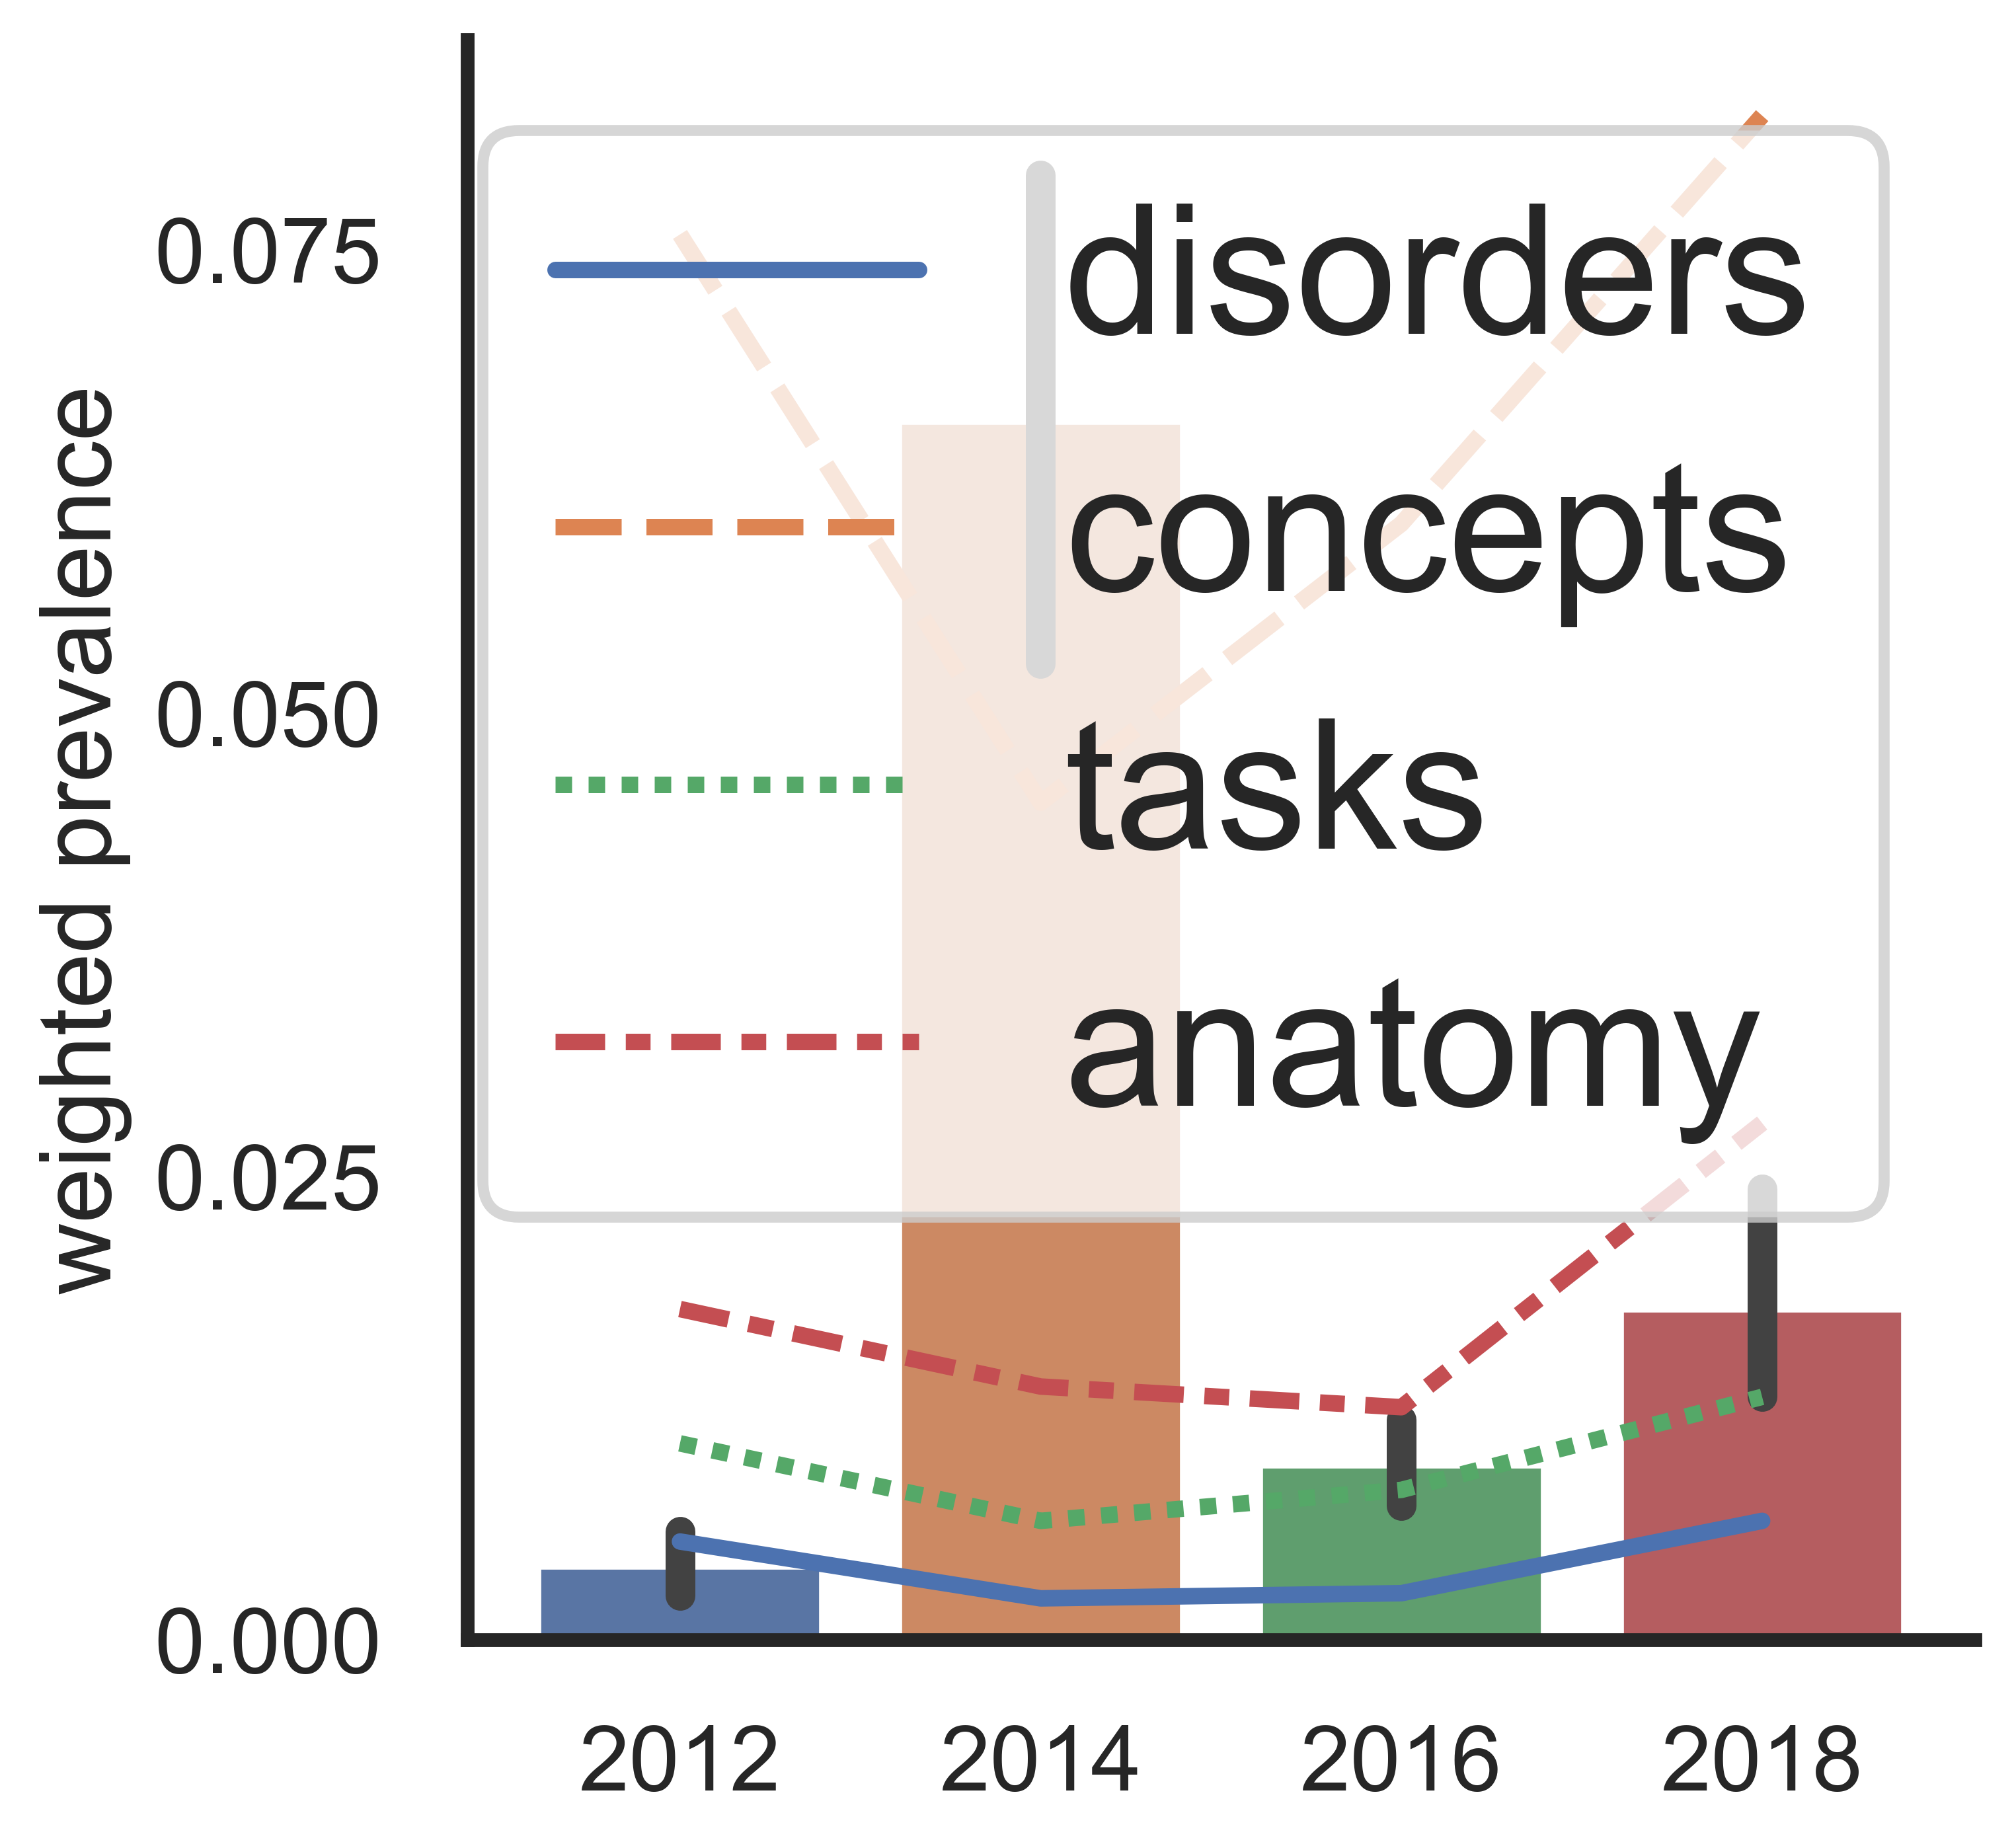 weighted prevalence
0.075
0.050
0.025
0.000
disorders
concepts
tasks
anatomy
2012 2014 2016 2018